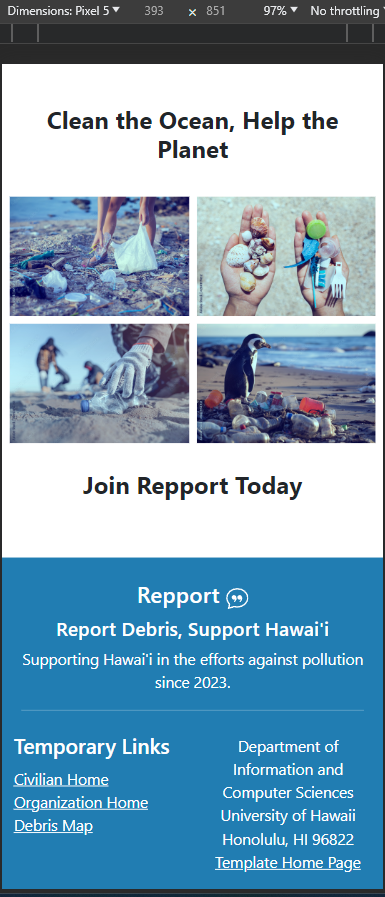 Dimensions: Pixel 5 393 × 851 97% No throttling
Clean the Ocean, Help the
Planet
Join Repport Today
Repport
Report Debris, Support Hawai'i
Supporting Hawai'i in the efforts against pollution
since 2023.
Temporary Links
Civilian Home
Organization Home
Debris Map
Department of
Information and
Computer Sciences
University of Hawaii
Honolulu, HI 96822
Template Home Page